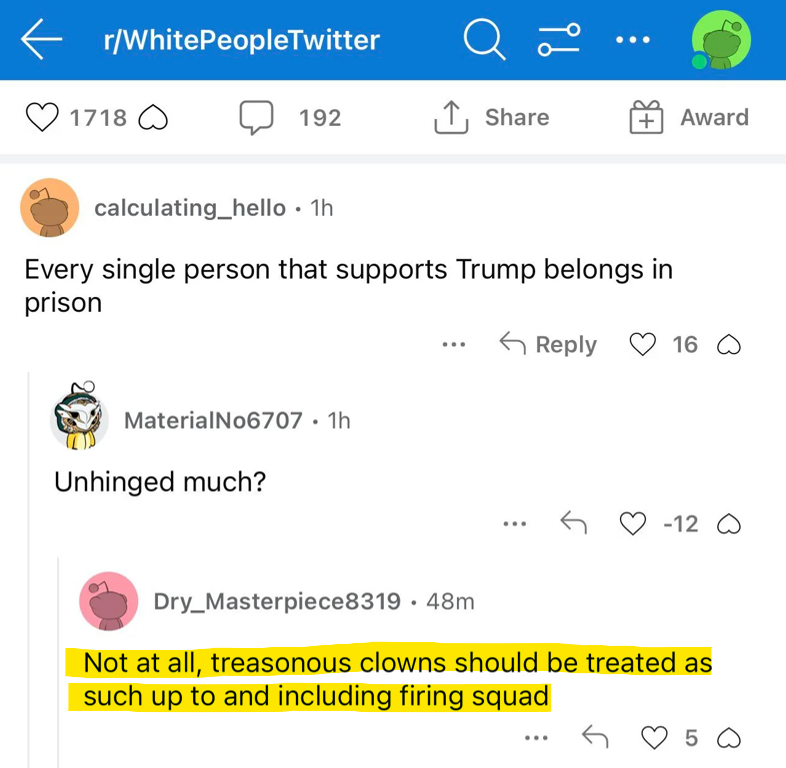 r/WhitePeopleTwitter
1718
192
Share
Award
calculating_hello • 1h
Every single person that supports Trump belongs in
prison
Reply
16
MaterialNo6707 • 1h
Unhinged much?
-12
Dry_Masterpiece8319 • 48m
Not at all, treasonous clowns should be treated as
such up to and including firing squad
5